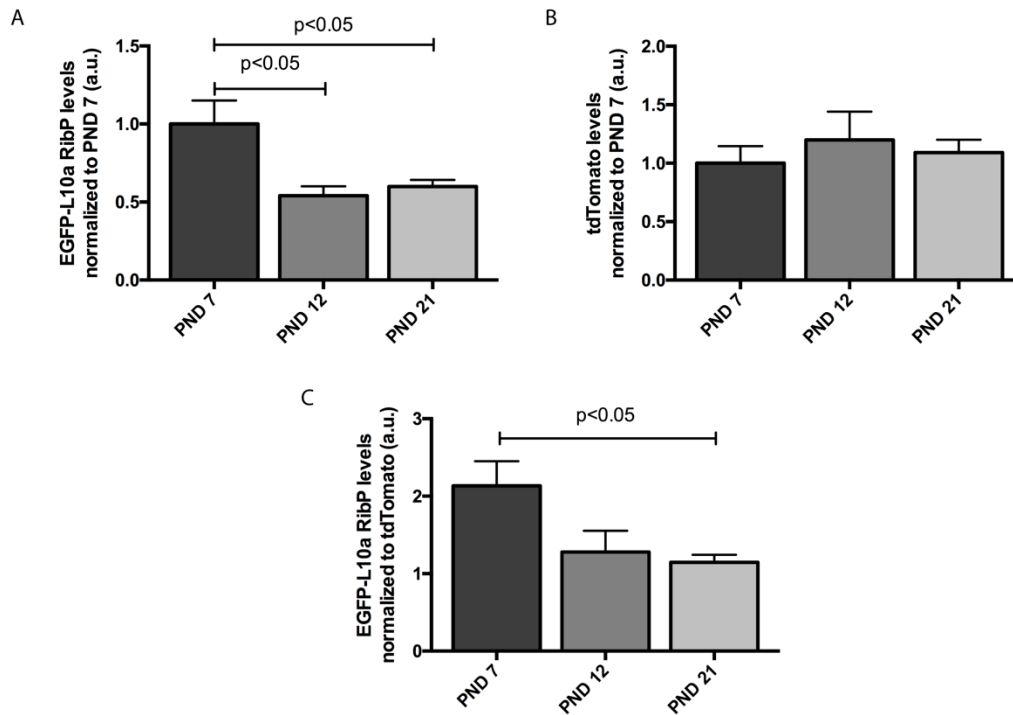 A
EGFP-L10a RibP levels
normalized to PND 7 (a.u.)
1.5
1.0
0.5
0.0
p<0.05
p<0.05
PND 7
PND 12
PND 21
B
tdTomato levels
normalized to PND 7 (a.u.)
2.0
1.5
1.0
0.5
0.0
PND 7
PND 12
PND 21
C
EGFP-L10a RibP levels
normalized to tdTomato (a.u.)
3
2
1
0
p<0.05
PND 7
PND 12
PND 21